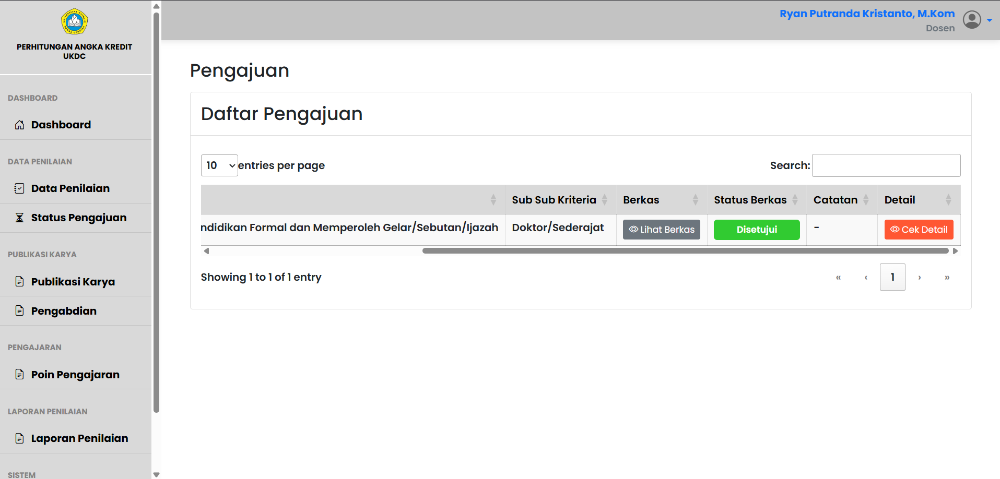 PERHITUNGAN ANGKA KREDIT
UKDC
DASHBOARD
Dashboard
DATA PENILAIAN
Data Penilaian
Status Pengajuan
PUBLIKASI KARYA
Publikasi Karya
Pengabdian
PENGAJARAN
Poin Pengajaran
LAPORAN PENILAIAN
Laporan Penilaian
SISTEM
Ryan Putranda Kristanto, M.Kom
Dosen
Pengajuan
Daftar Pengajuan
10 entries per page
Search:
Sub Sub Kriteria Berkas Status Berkas Catatan Detail
ndidikan Formal dan Memperoleh Gelar/Sebutan/Ijazah Doktor/Sederajat Lihat Berkas Disetujui - Cek Detail
Showing 1 to 1 of 1 entry
« ‹ 1 › »